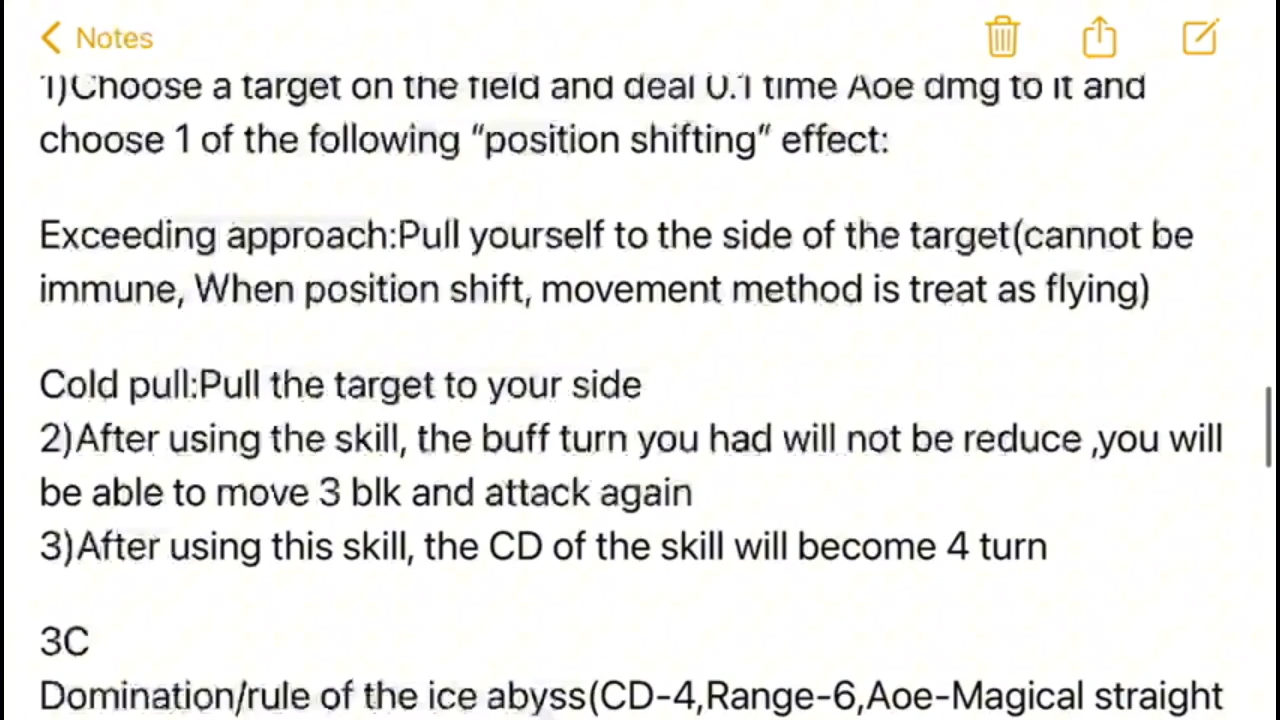 Notes
1)Choose a target on the field and deal 0.1 time Aoe dmg to it and
choose 1 of the following “position shifting” effect:
Exceeding approach:Pull yourself to the side of the target(cannot be
immune, When position shift, movement method is treat as flying)
Cold pull:Pull the target to your side
2)After using the skill, the buff turn you had will not be reduce ,you will
be able to move 3 blk and attack again
3)After using this skill, the CD of the skill will become 4 turn
3C
Domination/rule of the ice abyss(CD-4,Range-6,Aoe-Magical straight